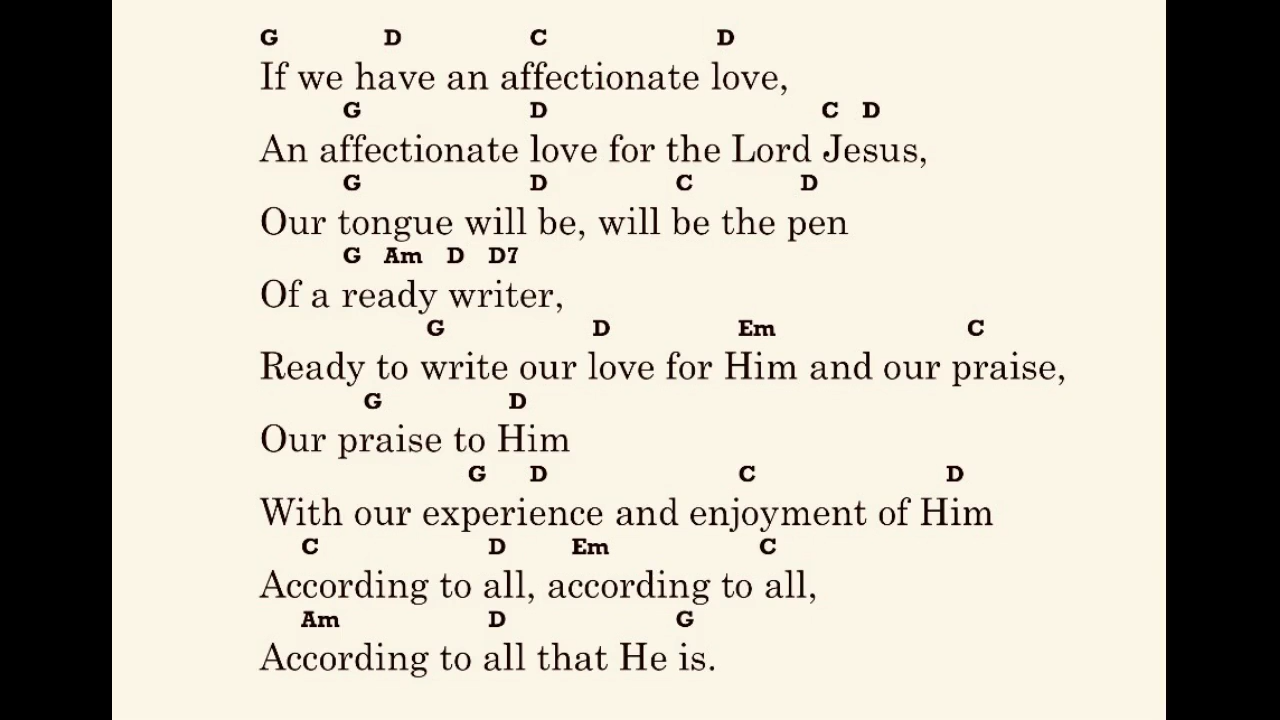 G D C D
If we have an affectionate love,
G D C D
An affectionate love for the Lord Jesus,
G D C D
Our tongue will be, will be the pen
G Am D D7
Of a ready writer,
G D Em C
Ready to write our love for Him and our praise,
G D
Our praise to Him
G D C D
With our experience and enjoyment of Him
C D Em C
According to all, according to all,
Am D G
According to all that He is.